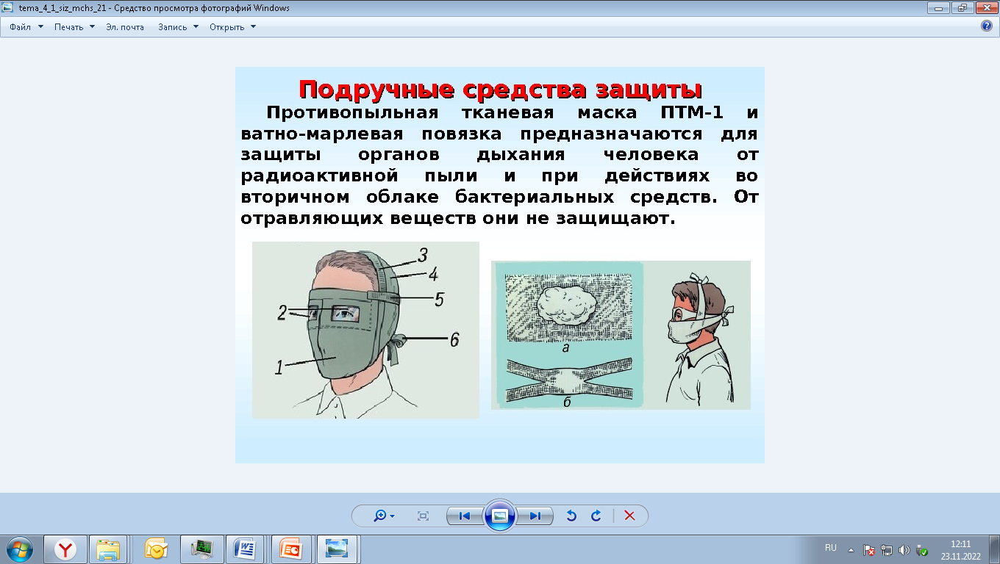 tema_4_1_siz_mchs_21 - Средство просмотра фотографий Windows
Файл Печать Эл. почта Запись Открыть
Подручные средства защиты
Противопыльная тканевая маска ПТМ-1 и
ватно-марлевая повязка предназначаются для
защиты органов дыхания человека от
радиоактивной пыли и при действиях во
вторичном облаке бактериальных средств. От
отравляющих веществ они не защищают.
3
4
5
2
6
1
а
б
RU
12:11
23.11.2022